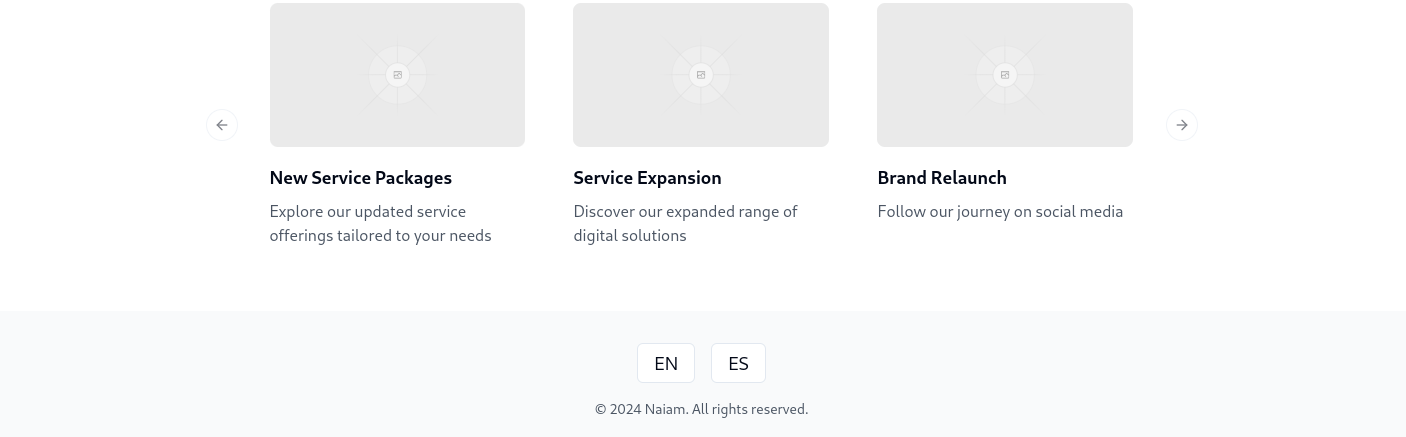 New Service Packages
Explore our updated service
offerings tailored to your needs
Service Expansion
Discover our expanded range of
digital solutions
Brand Relaunch
Follow our journey on social media
EN
ES
© 2024 Naiam. All rights reserved.